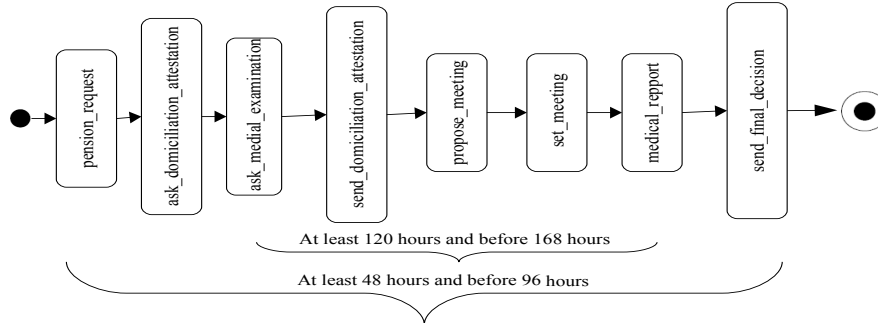 pension_request
ask_domiciliation_attestation
ask_medial_examination
send_domiciliation_attestation
propose_meeting
set_meeting
medical_repport
send_final_decision
At least 120 hours and before 168 hours
At least 48 hours and before 96 hours